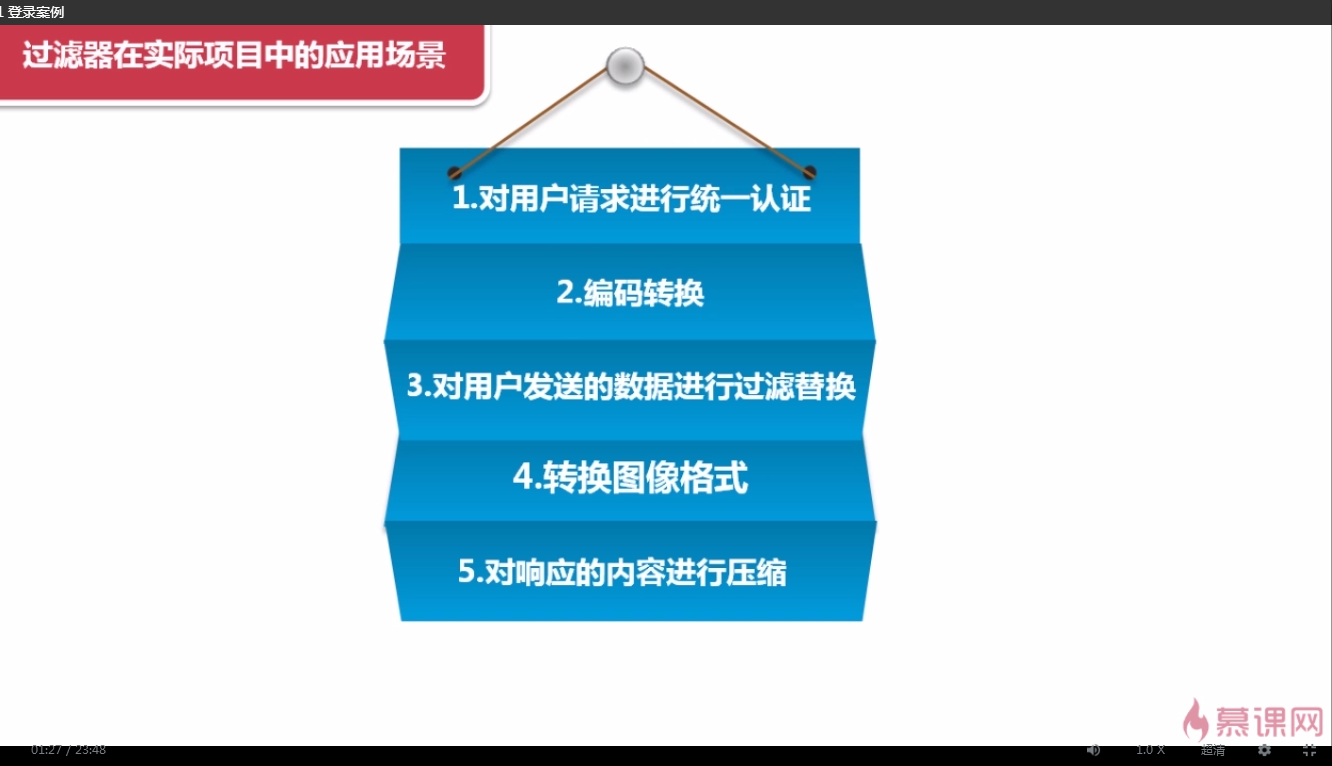 1 登录案例
过滤器在实际项目中的应用场景
1.对用户请求进行统一认证
2.编码转换
3.对用户发送的数据进行过滤替换
4.转换图像格式
5.对响应的内容进行压缩
慕课网
01:27 / 23:48
1.0 X
超清